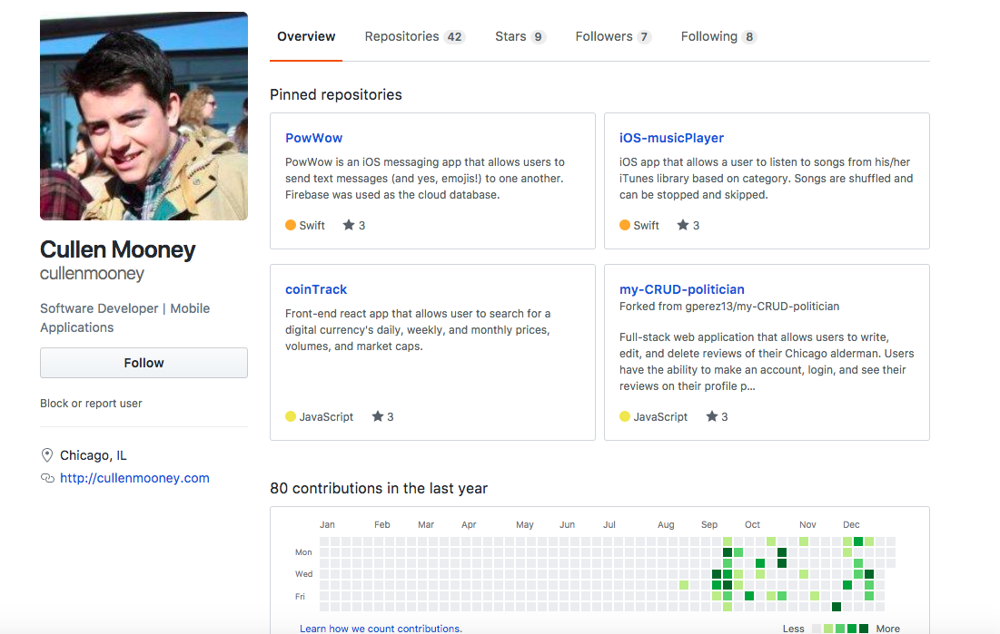 Overview Repositories 42 Stars 9 Followers 7 Following 8
Pinned repositories
PowWow
PowWow is an iOS messaging app that allows users to
send text messages (and yes, emojis!) to one another.
Firebase was used as the cloud database.
Swift 3
iOS-musicPlayer
iOS app that allows a user to listen to songs from his/her
iTunes library based on category. Songs are shuffled and
can be stopped and skipped.
Swift 3
Cullen Mooney
cullenmooney
Software Developer | Mobile
Applications
Follow
Block or report user
Chicago, IL
http://cullenmooney.com
coinTrack
Front-end react app that allows user to search for a
digital currency's daily, weekly, and monthly prices,
volumes, and market caps.
JavaScript 3
my-CRUD-politician
Forked from gperez13/my-CRUD-politician
Full-stack web application that allows users to write,
edit, and delete reviews of their Chicago alderman. Users
have the ability to make an account, login, and see their
reviews on their profile p...
JavaScript 3
80 contributions in the last year
Jan Feb Mar Apr May Jun Jul Aug Sep Oct Nov Dec
Mon
Wed
Fri
Learn how we count contributions.
Less More